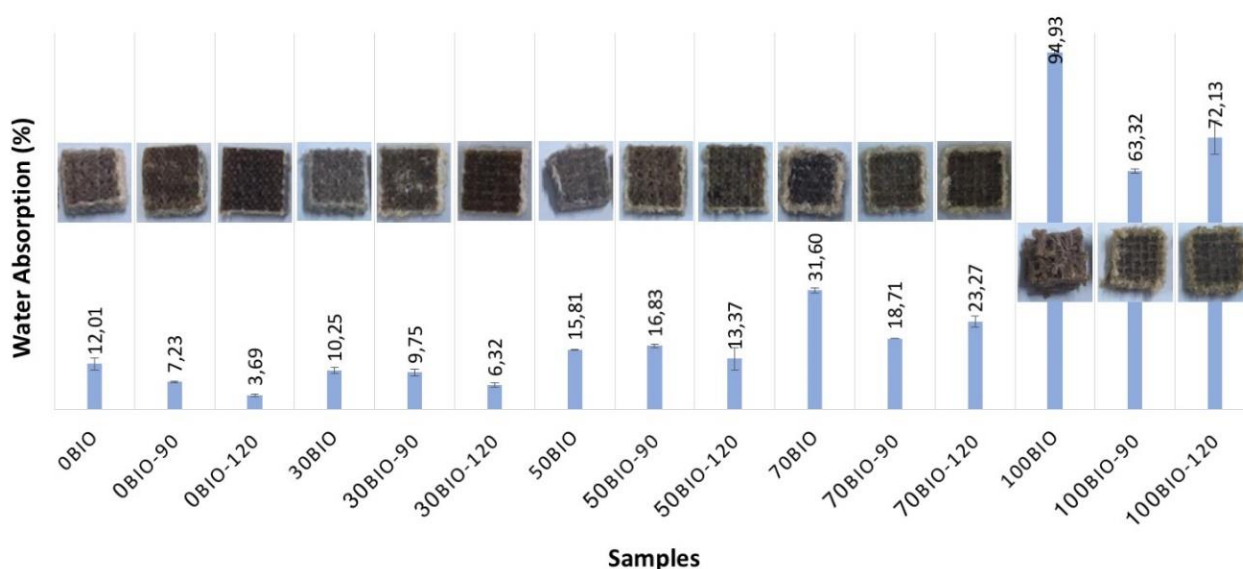 Water Absorption (%)
12,01
7,23
3,69
10,25
9,75
6,32
15,81
16,83
13,37
31,60
18,71
23,27
94,93
63,32
72,13
0BIO
0BIO-90
0BIO-120
30BIO
30BIO-90
30BIO-120
50BIO
50BIO-90
50BIO-120
70BIO
70BIO-90
70BIO-120
100BIO
100BIO-90
100BIO-120
Samples